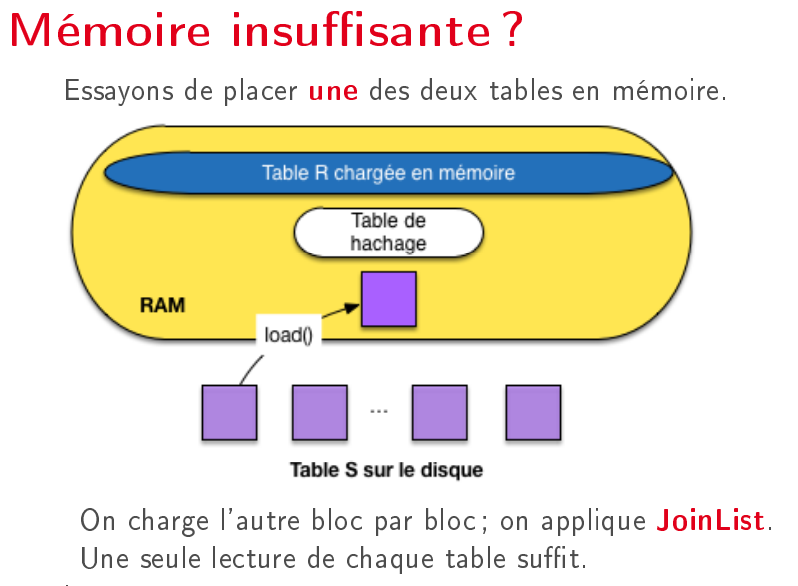 Mémoire insuffisante ?
Essayons de placer une des deux tables en mémoire.
Table R chargée en mémoire
Table de
hachage
RAM
load()
...
Table S sur le disque
On charge l'autre bloc par bloc ; on applique JoinList.
Une seule lecture de chaque table suffit.